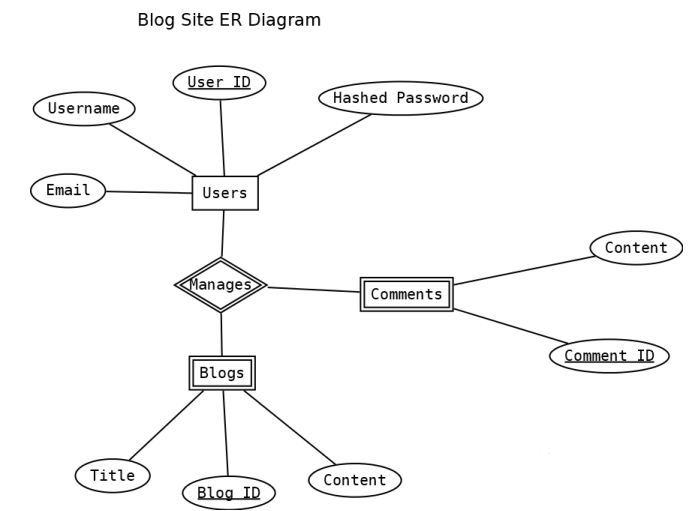 Blog Site ER Diagram
User ID
Username
Hashed Password
Email
Users
Content
Manages
Comments
Comment ID
Blogs
Title
Blog ID
Content